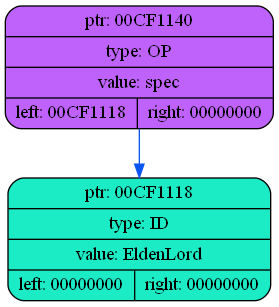 ptr: 00CF1140
type: OP
value: spec
left: 00CF1118 right: 00000000
ptr: 00CF1118
type: ID
value: EldenLord
left: 00000000 right: 00000000